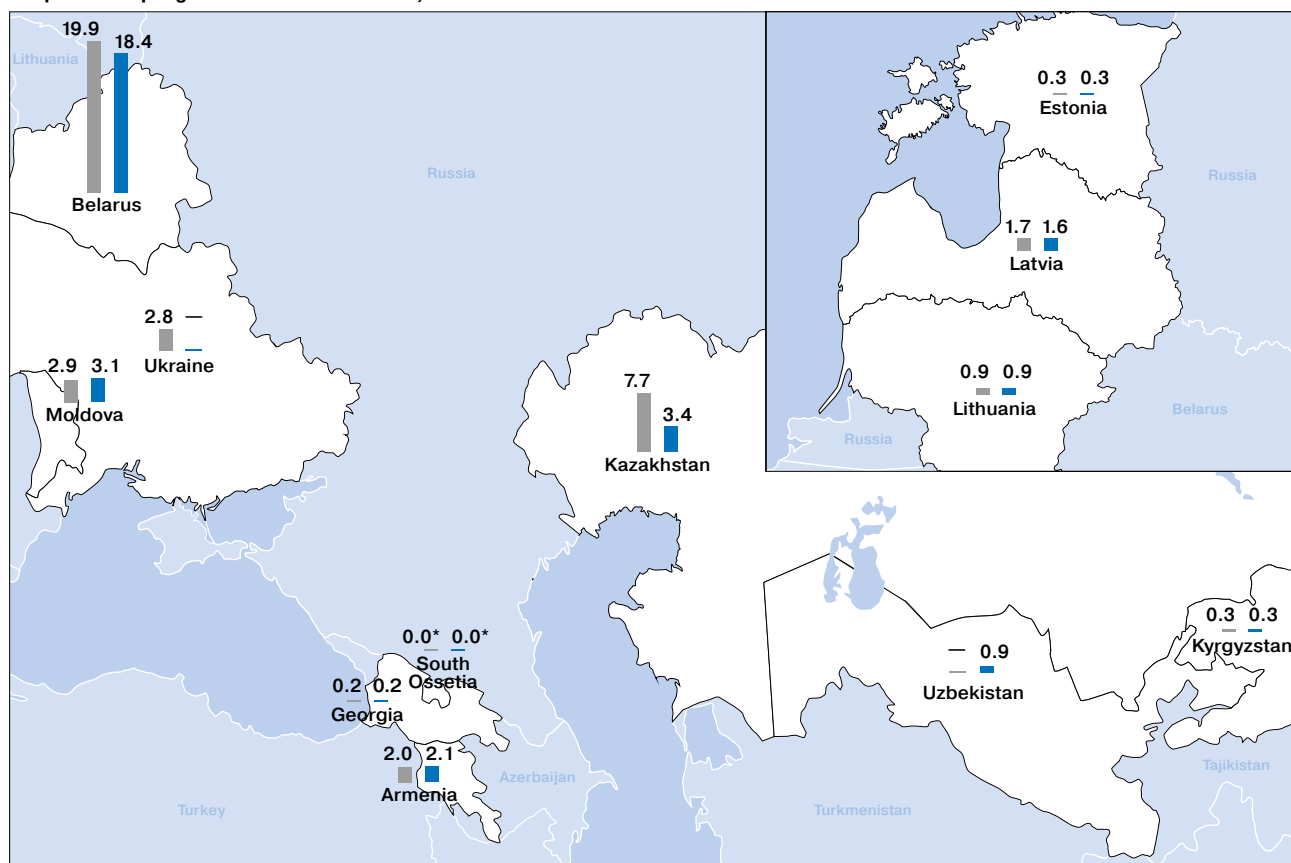 19.9 18.4
Lithuania
Belarus
Russia
2.8 —
Ukraine
2.9 3.1
Moldova
7.7 3.4
Kazakhstan
0.3 0.3
Estonia
Russia
1.7 1.6
Latvia
0.9 0.9
Lithuania
Belarus
Russia
0.0* 0.0*
South
Ossetia
0.2 0.2
Georgia
2.0 2.1
Armenia
Azerbaijan
Turkey
— 0.9
Uzbekistan
0.3 0.3
Kyrgyzstan
Tajikistan
Turkmenistan